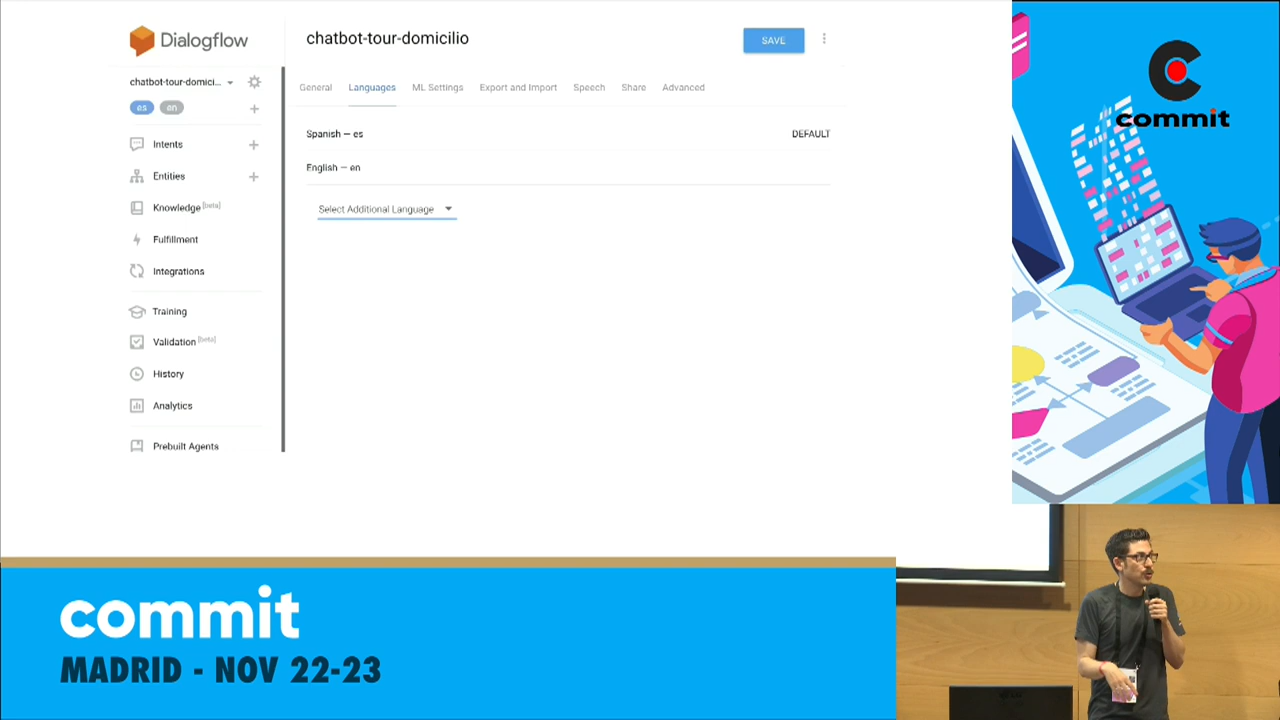 Dialogflow
chatbot-tour-domici...
es en
Intents
Entities
Knowledge [beta]
Fulfillment
Integrations
Training
Validation [beta]
History
Analytics
Prebuilt Agents
chatbot-tour-domicilio
SAVE
General Languages ML Settings Export and Import Speech Share Advanced
Spanish — es DEFAULT
English — en
Select Additional Language
commit
commit
MADRID - NOV 22-23